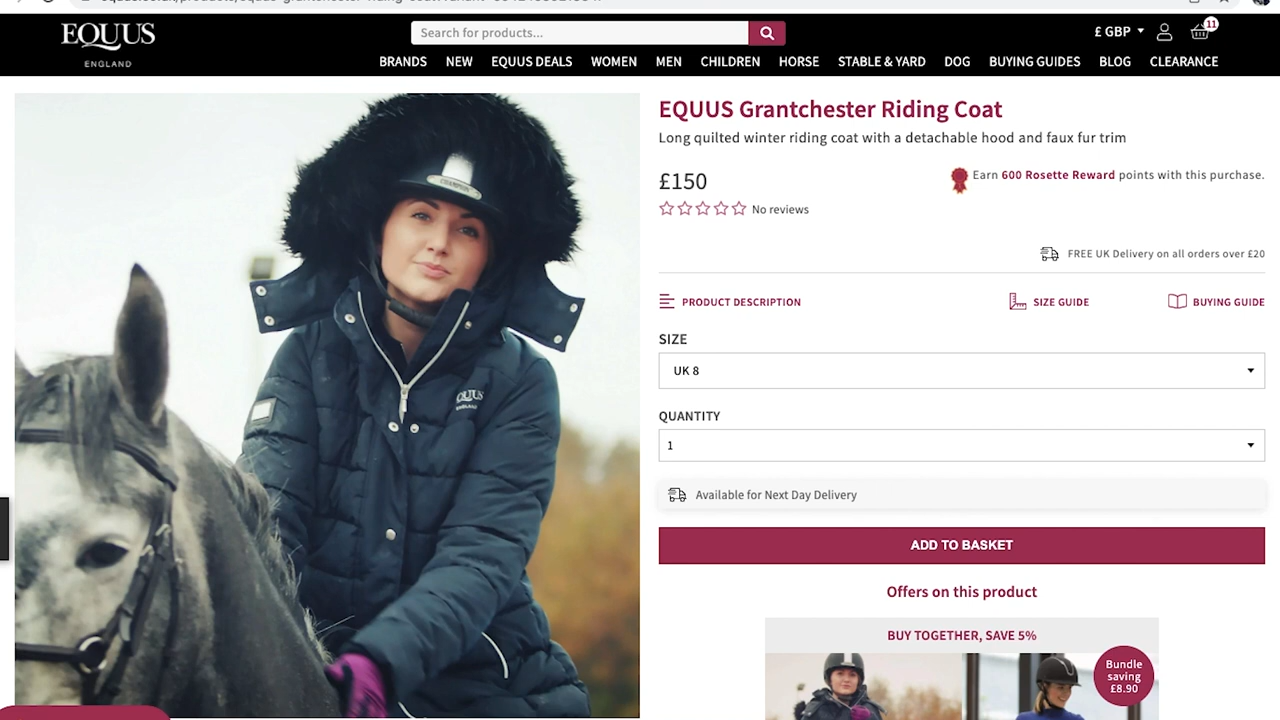 EQUUS
ENGLAND
Search for products...
£ GBP
11
BRANDS NEW EQUUS DEALS WOMEN MEN CHILDREN HORSE STABLE & YARD DOG BUYING GUIDES BLOG CLEARANCE
CHAMPION
EQUUS
ENGLAND
EQUUS Grantchester Riding Coat
Long quilted winter riding coat with a detachable hood and faux fur trim
£150
Earn 600 Rosette Reward points with this purchase.
No reviews
FREE UK Delivery on all orders over £20
PRODUCT DESCRIPTION SIZE GUIDE BUYING GUIDE
SIZE
UK 8
QUANTITY
1
Available for Next Day Delivery
ADD TO BASKET
Offers on this product
BUY TOGETHER, SAVE 5%
Bundle
saving
£8.90